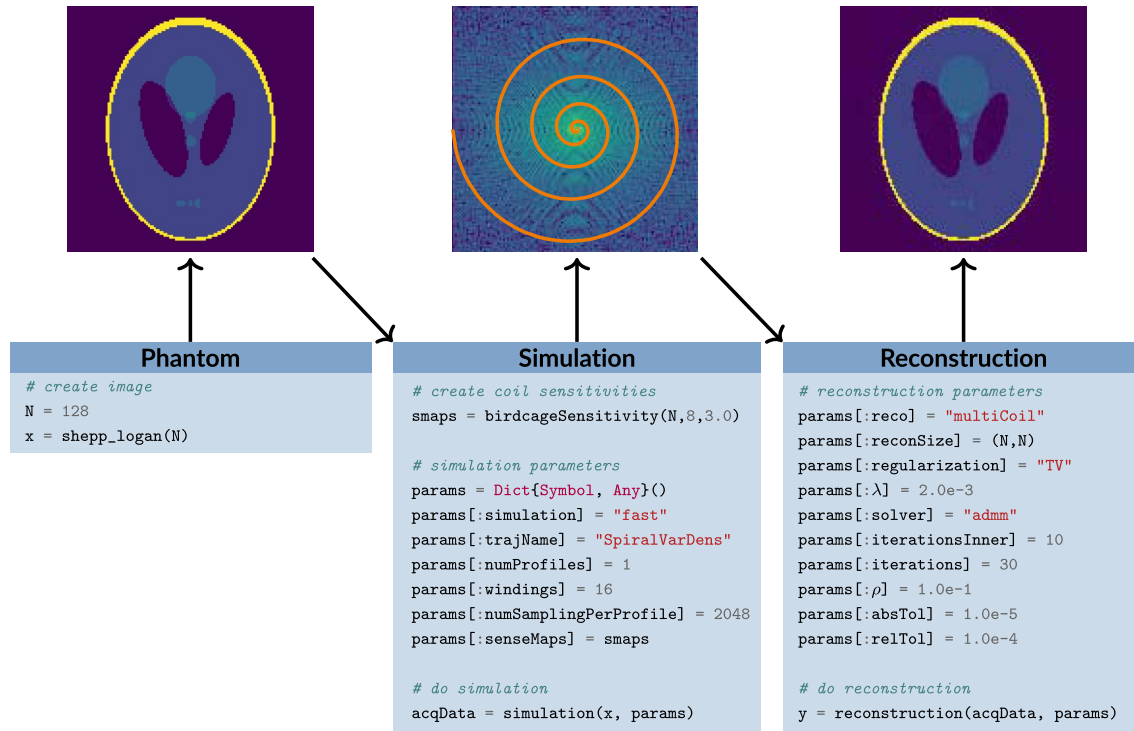 Phantom
# create image
N = 128
x = shepp_logan(N)
Simulation
# create coil sensitivities
smaps = birdcageSensitivity(N,8,3.0)
# simulation parameters
params = Dict{Symbol, Any}()
params[:simulation] = "fast"
params[:trajName] = "SpiralVarDens"
params[:numProfiles] = 1
params[:windings] = 16
params[:numSamplingPerProfile] = 2048
params[:senseMaps] = smaps
# do simulation
acqData = simulation(x, params)
Reconstruction
# reconstruction parameters
params[:reco] = "multiCoil"
params[:reconSize] = (N,N)
params[:regularization] = "TV"
params[:λ] = 2.0e-3
params[:solver] = "admm"
params[:iterationsInner] = 10
params[:iterations] = 30
params[:ρ] = 1.0e-1
params[:absTol] = 1.0e-5
params[:relTol] = 1.0e-4
# do reconstruction
y = reconstruction(acqData, params)